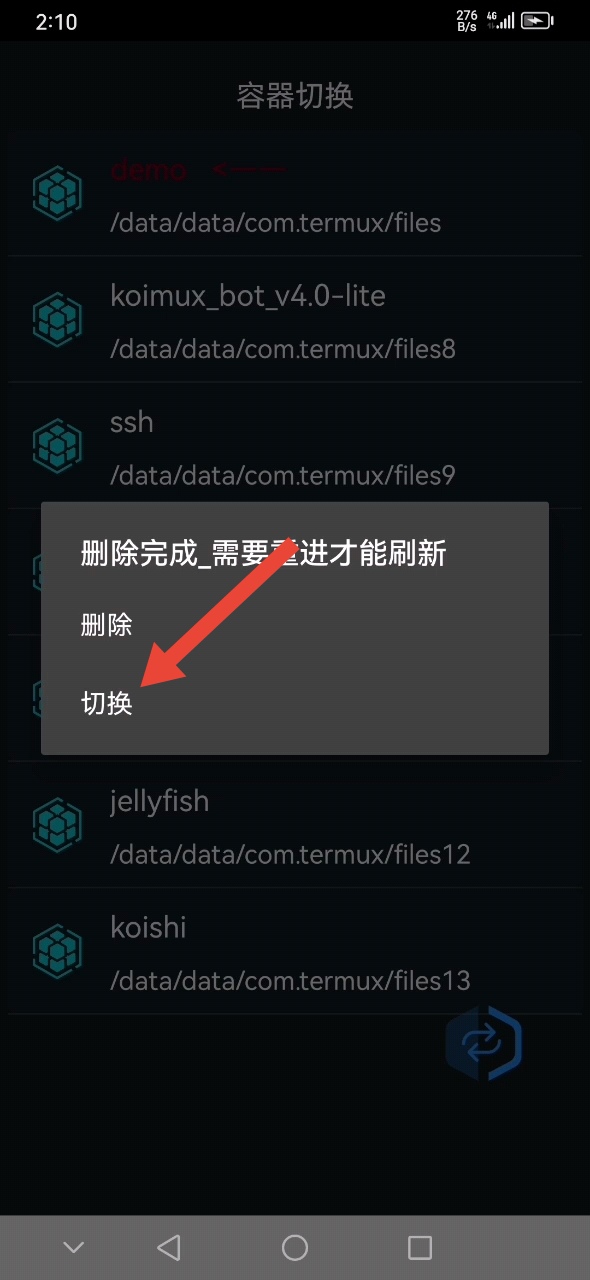 2:10
276
B/s
4G
容器切换
demo <——
/data/data/com.termux/files
koimux_bot_v4.0-lite
/data/data/com.termux/files8
ssh
/data/data/com.termux/files9
删除完成_需要重进才能刷新
删除
切换
jellyfish
/data/data/com.termux/files12
koishi
/data/data/com.termux/files13